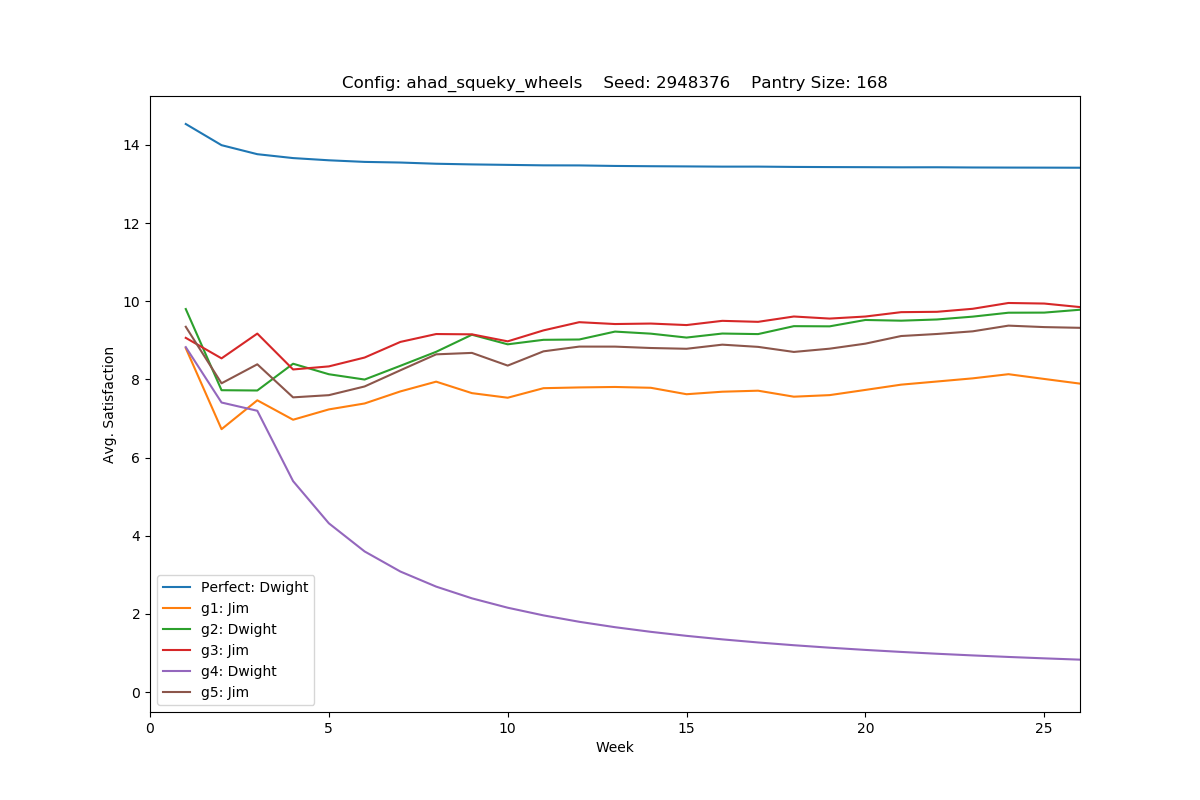 Config: ahad_squeky_wheels    Seed: 2948376    Pantry Size: 168
14
12
10
8
6
4
2
0
Avg. Satisfaction
Perfect: Dwight
g1: Jim
g2: Dwight
g3: Jim
g4: Dwight
g5: Jim
0 5 10 15 20 25
Week